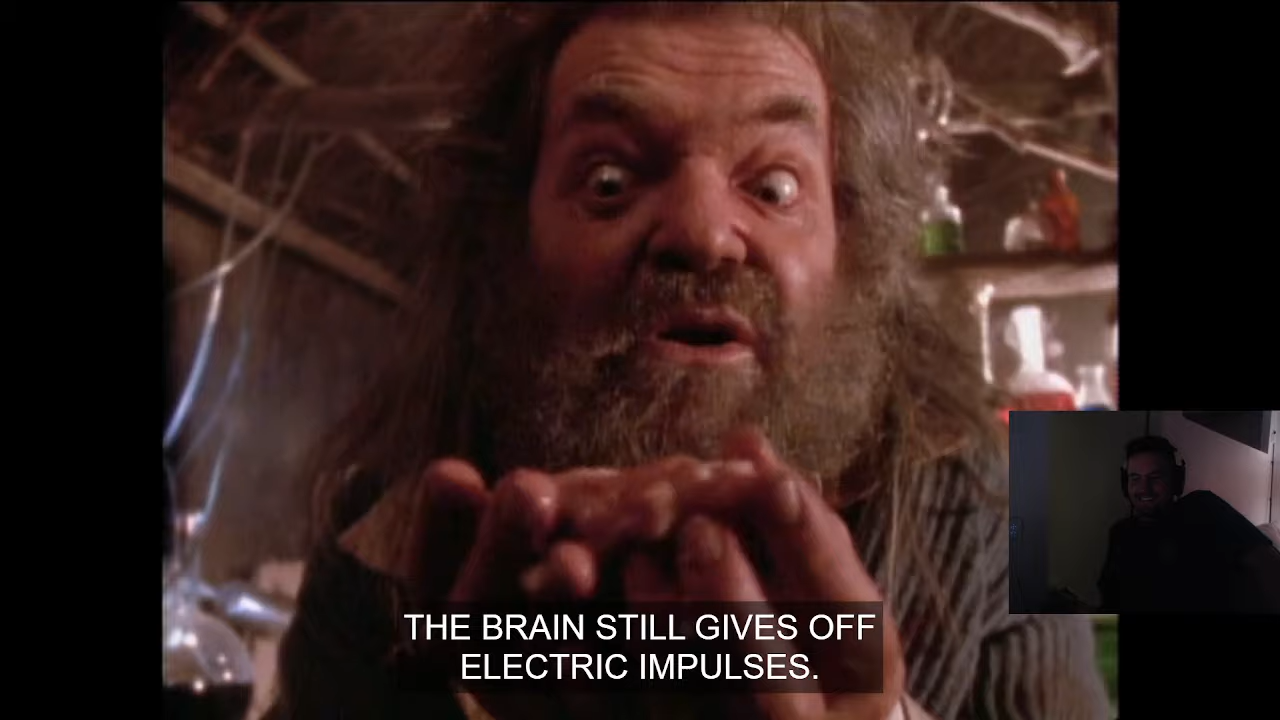 THE BRAIN STILL GIVES OFF
ELECTRIC IMPULSES.